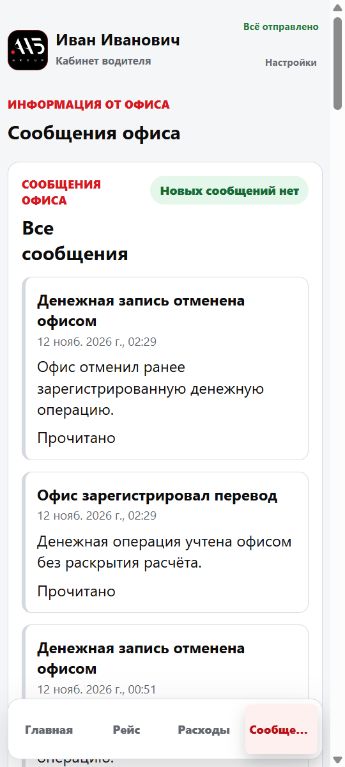 Всё отправлено
Иван Иванович
Кабинет водителя
Настройки
ИНФОРМАЦИЯ ОТ ОФИСА
Сообщения офиса
СООБЩЕНИЯ
ОФИСА
Новых сообщений нет
Все
сообщения
Денежная запись отменена
офисом
12 нояб. 2026 г., 02:29
Офис отменил ранее
зарегистрированную денежную
операцию.
Прочитано
Офис зарегистрировал перевод
12 нояб. 2026 г., 02:29
Денежная операция учтена офисом
без раскрытия расчёта.
Прочитано
Денежная запись отменена
офисом
12 нояб. 2026 г., 00:51
Главная
Рейс
Расходы
Сообще...
операцию.